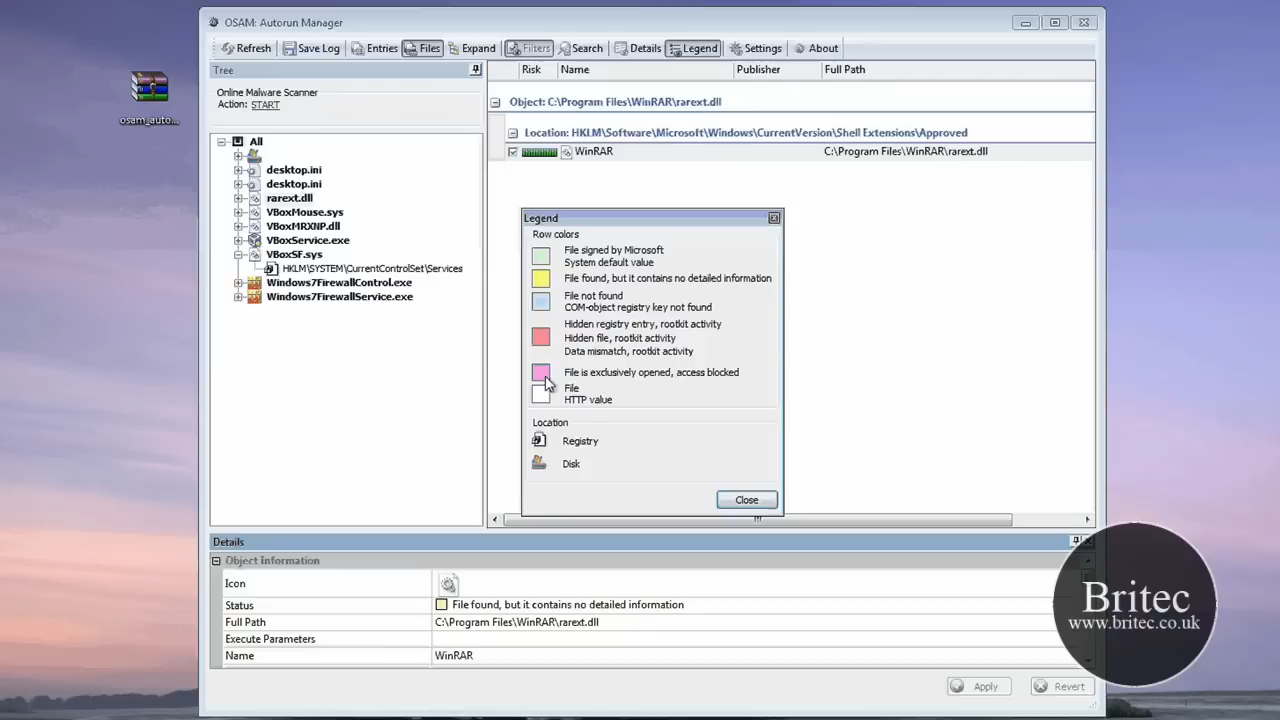 OSAM: Autorun Manager
Refresh Save Log Entries Files Expand Filters Search Details Legend Settings About
Tree
Online Malware Scanner
Action: START
All
desktop.ini
desktop.ini
rarext.dll
VBoxMouse.sys
VBoxMRXNP.dll
VBoxService.exe
VBoxSF.sys
HKLM\SYSTEM\CurrentControlSet\Services
Windows7FirewallControl.exe
Windows7FirewallService.exe
Risk Name Publisher Full Path
Object: C:\Program Files\WinRAR\rarext.dll
Location: HKLM\Software\Microsoft\Windows\CurrentVersion\Shell Extensions\Approved
WinRAR C:\Program Files\WinRAR\rarext.dll
osam_auto...
Legend
Row colors
File signed by Microsoft
System default value
File found, but it contains no detailed information
File not found
COM-object registry key not found
Hidden registry entry, rootkit activity
Hidden file, rootkit activity
Data mismatch, rootkit activity
File is exclusively opened, access blocked
File
HTTP value
Location
Registry
Disk
Close
Details
Object Information
Icon
Status File found, but it contains no detailed information
Full Path C:\Program Files\WinRAR\rarext.dll
Execute Parameters
Name WinRAR
Apply Revert
Britec
www.britec.co.uk